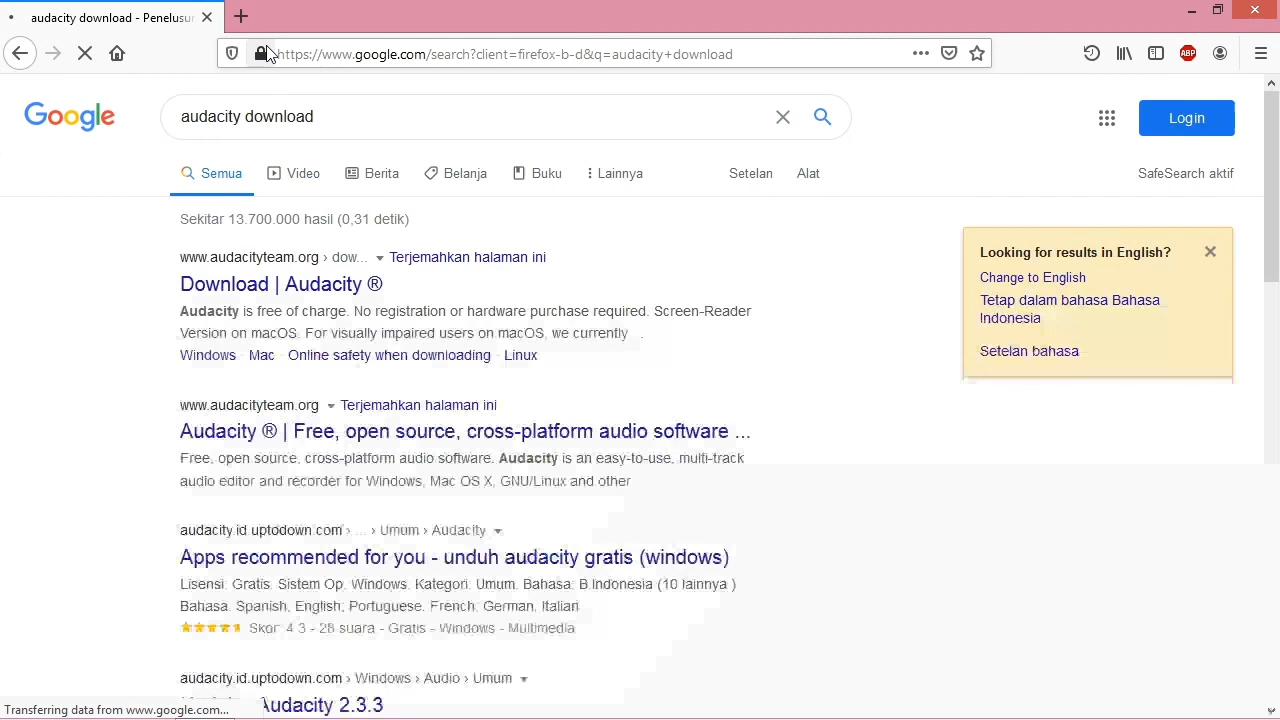 audacity download - Penelusur
https://www.google.com/search?client=firefox-b-d&q=audacity+download
ABP
Google
audacity download
Login
Semua Video Berita Belanja Buku Lainnya Setelan Alat SafeSearch aktif
Sekitar 13.700.000 hasil (0,31 detik)
www.audacityteam.org › dow... Terjemahkan halaman ini
Download | Audacity ®
Audacity is free of charge. No registration or hardware purchase required. Screen-Reader
Version on macOS. For visually impaired users on macOS, we currently .
Windows · Mac · Online safety when downloading · Linux
www.audacityteam.org Terjemahkan halaman ini
Audacity ® | Free, open source, cross-platform audio software ...
Free, open source, cross-platform audio software. Audacity is an easy-to-use, multi-track
audio editor and recorder for Windows, Mac OS X, GNU/Linux and other
audacity.id.uptodown.com › ... › Umum › Audacity
Apps recommended for you - unduh audacity gratis (windows)
Lisensi: Gratis. Sistem Op. Windows. Kategori: Umum. Bahasa: B.Indonesia (10 lainnya )
Bahasa. Spanish, English, Portuguese. French, German, Italian
Skor: 4,3 - 28 suara - Gratis - Windows - Multimedia
audacity.id.uptodown.com › Windows › Audio › Umum
Audacity 2.3.3
Looking for results in English?
Change to English
Tetap dalam bahasa Bahasa
Indonesia
Setelan bahasa
Transferring data from www.google.com...